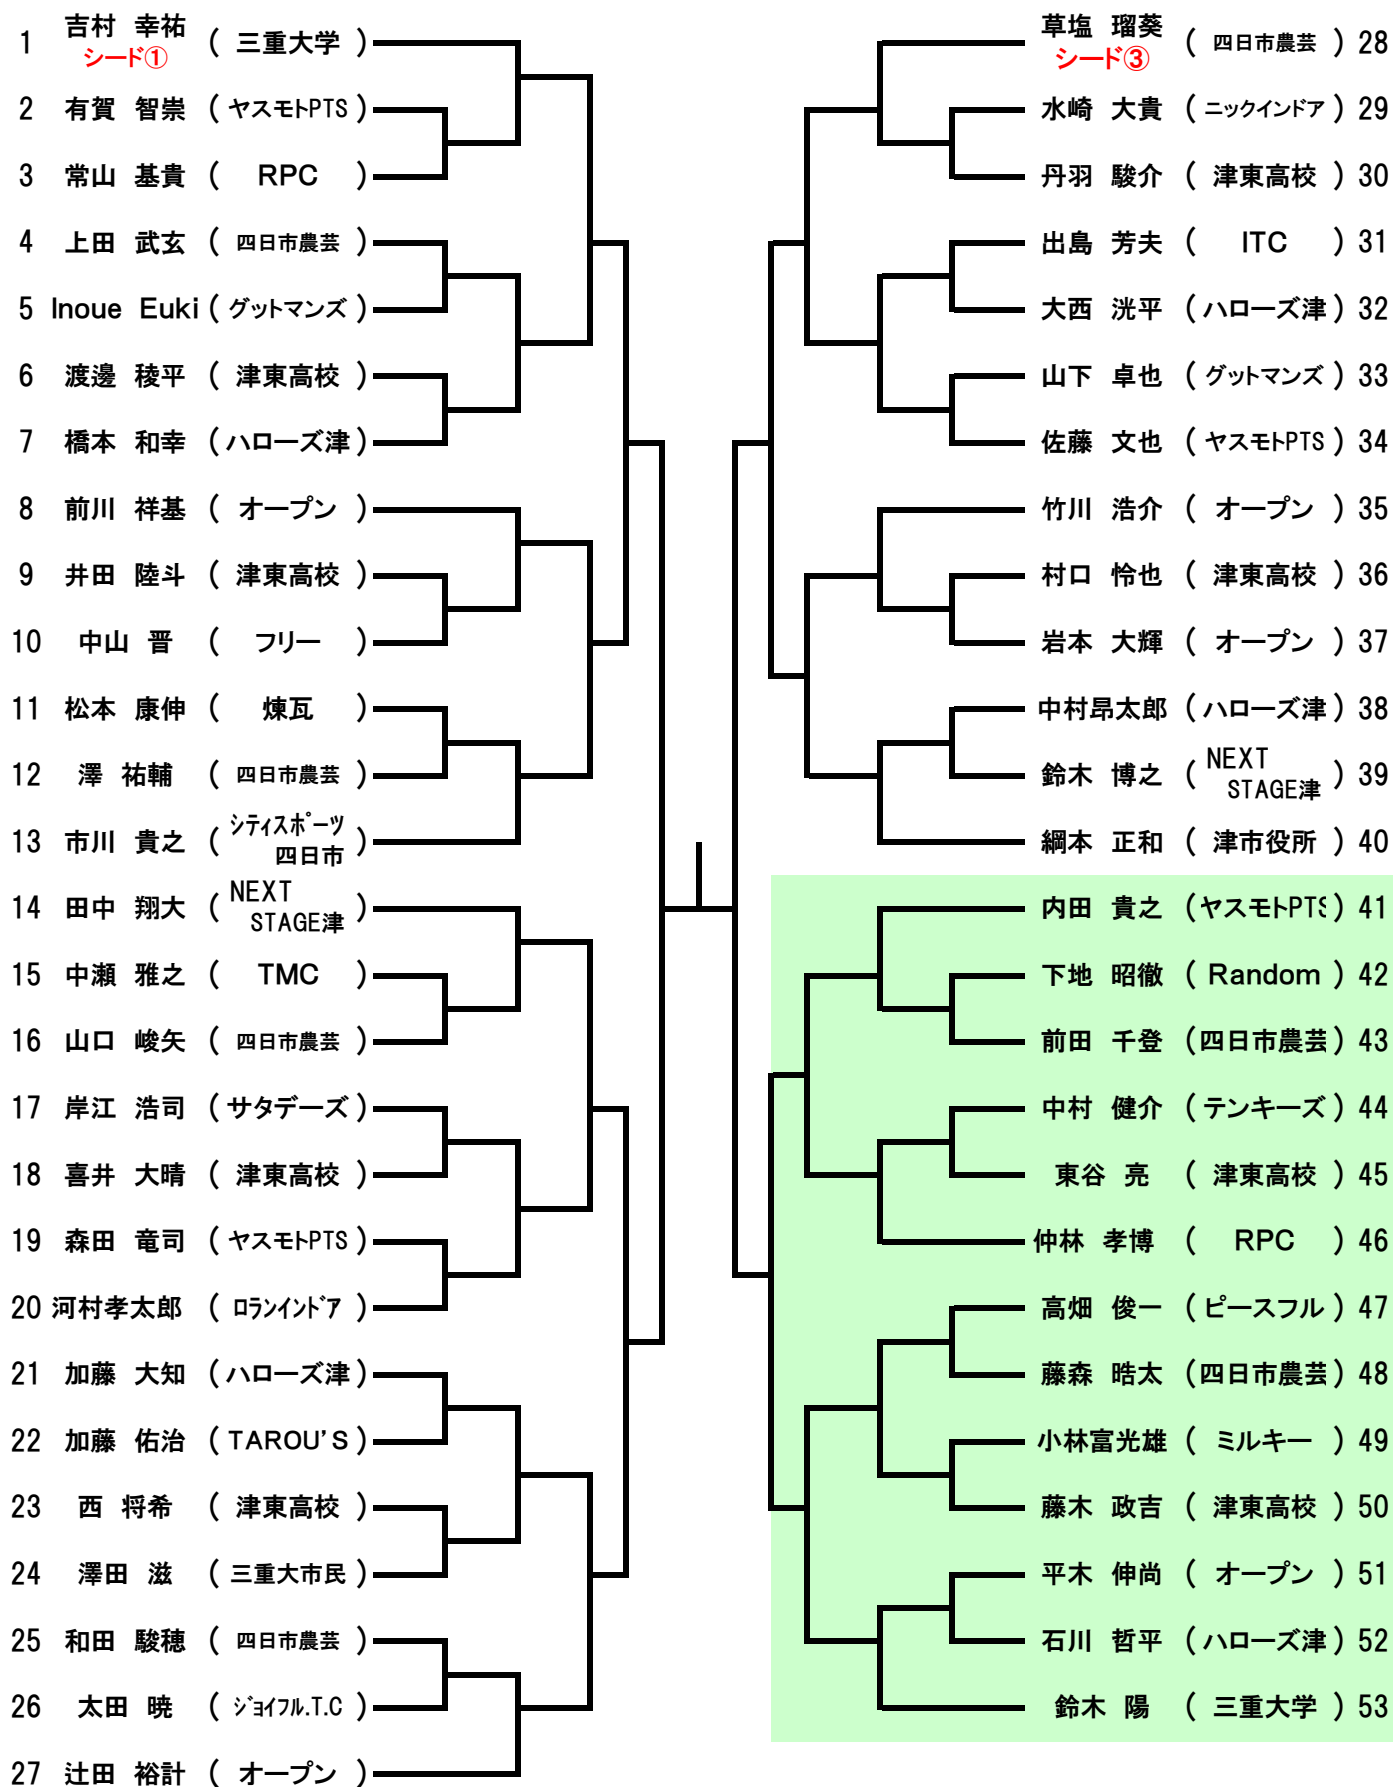 1 吉村 幸祐 ( 三重大学 )
シード①
2 有賀 智崇 ( ヤスモトPTS )
3 常山 基貴 ( RPC )
4 上田 武玄 ( 四日市農芸 )
5 Inoue Euki ( グットマンズ )
6 渡邊 稜平 ( 津東高校 )
7 橋本 和幸 ( ハローズ津 )
8 前川 祥基 ( オープン )
9 井田 陸斗 ( 津東高校 )
10 中山 晋 ( フリー )
11 松本 康伸 ( 煉瓦 )
12 澤 祐輔 ( 四日市農芸 )
13 市川 貴之 ( シティスポーツ
四日市 )
14 田中 翔大 ( NEXT
STAGE津 )
15 中瀬 雅之 ( TMC )
16 山口 峻矢 ( 四日市農芸 )
17 岸江 浩司 ( サタデーズ )
18 喜井 大晴 ( 津東高校 )
19 森田 竜司 ( ヤスモトPTS )
20 河村孝太郎 ( ロランインドア )
21 加藤 大知 ( ハローズ津 )
22 加藤 佑治 ( TAROU'S )
23 西 将希 ( 津東高校 )
24 澤田 滋 ( 三重大市民 )
25 和田 駿穂 ( 四日市農芸 )
26 太田 暁 ( ジョイフル.T.C )
27 辻田 裕計 ( オープン )
草塩 瑠葵 ( 四日市農芸 ) 28
シード③
水崎 大貴 ( ニックインドア ) 29
丹羽 駿介 ( 津東高校 ) 30
出島 芳夫 ( ITC ) 31
大西 洸平 ( ハローズ津 ) 32
山下 卓也 ( グットマンズ ) 33
佐藤 文也 ( ヤスモトPTS ) 34
竹川 浩介 ( オープン ) 35
村口 怜也 ( 津東高校 ) 36
岩本 大輝 ( オープン ) 37
中村昂太郎 ( ハローズ津 ) 38
鈴木 博之 ( NEXT
STAGE津 ) 39
綱本 正和 ( 津市役所 ) 40
内田 貴之 ( ヤスモトPTS ) 41
下地 昭徹 ( Random ) 42
前田 千登 ( 四日市農芸 ) 43
中村 健介 ( テンキーズ ) 44
東谷 亮 ( 津東高校 ) 45
仲林 孝博 ( RPC ) 46
高畑 俊一 ( ピースフル ) 47
藤森 晧太 ( 四日市農芸 ) 48
小林富光雄 ( ミルキー ) 49
藤木 政吉 ( 津東高校 ) 50
平木 伸尚 ( オープン ) 51
石川 哲平 ( ハローズ津 ) 52
鈴木 陽 ( 三重大学 ) 53